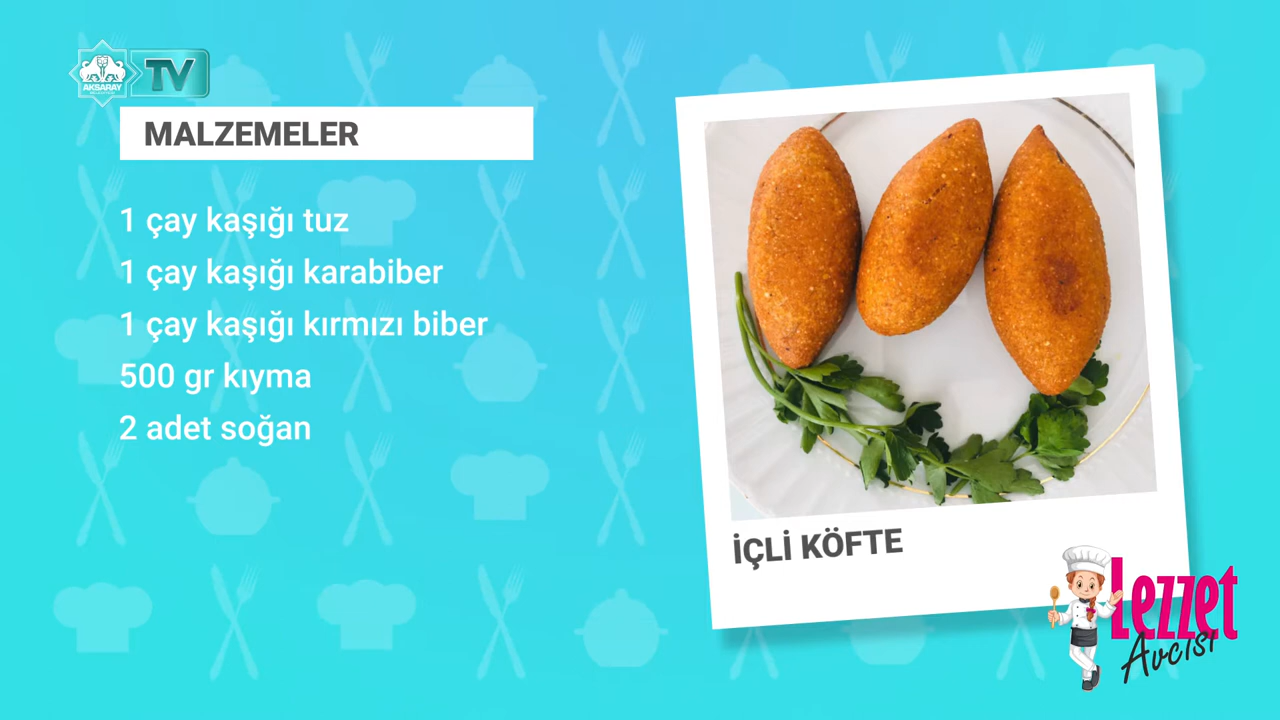 AKSARAY
TV
MALZEMELER
1 çay kaşığı tuz
1 çay kaşığı karabiber
1 çay kaşığı kırmızı biber
500 gr kıyma
2 adet soğan
İÇLİ KÖFTE
Lezzet
Avcısı